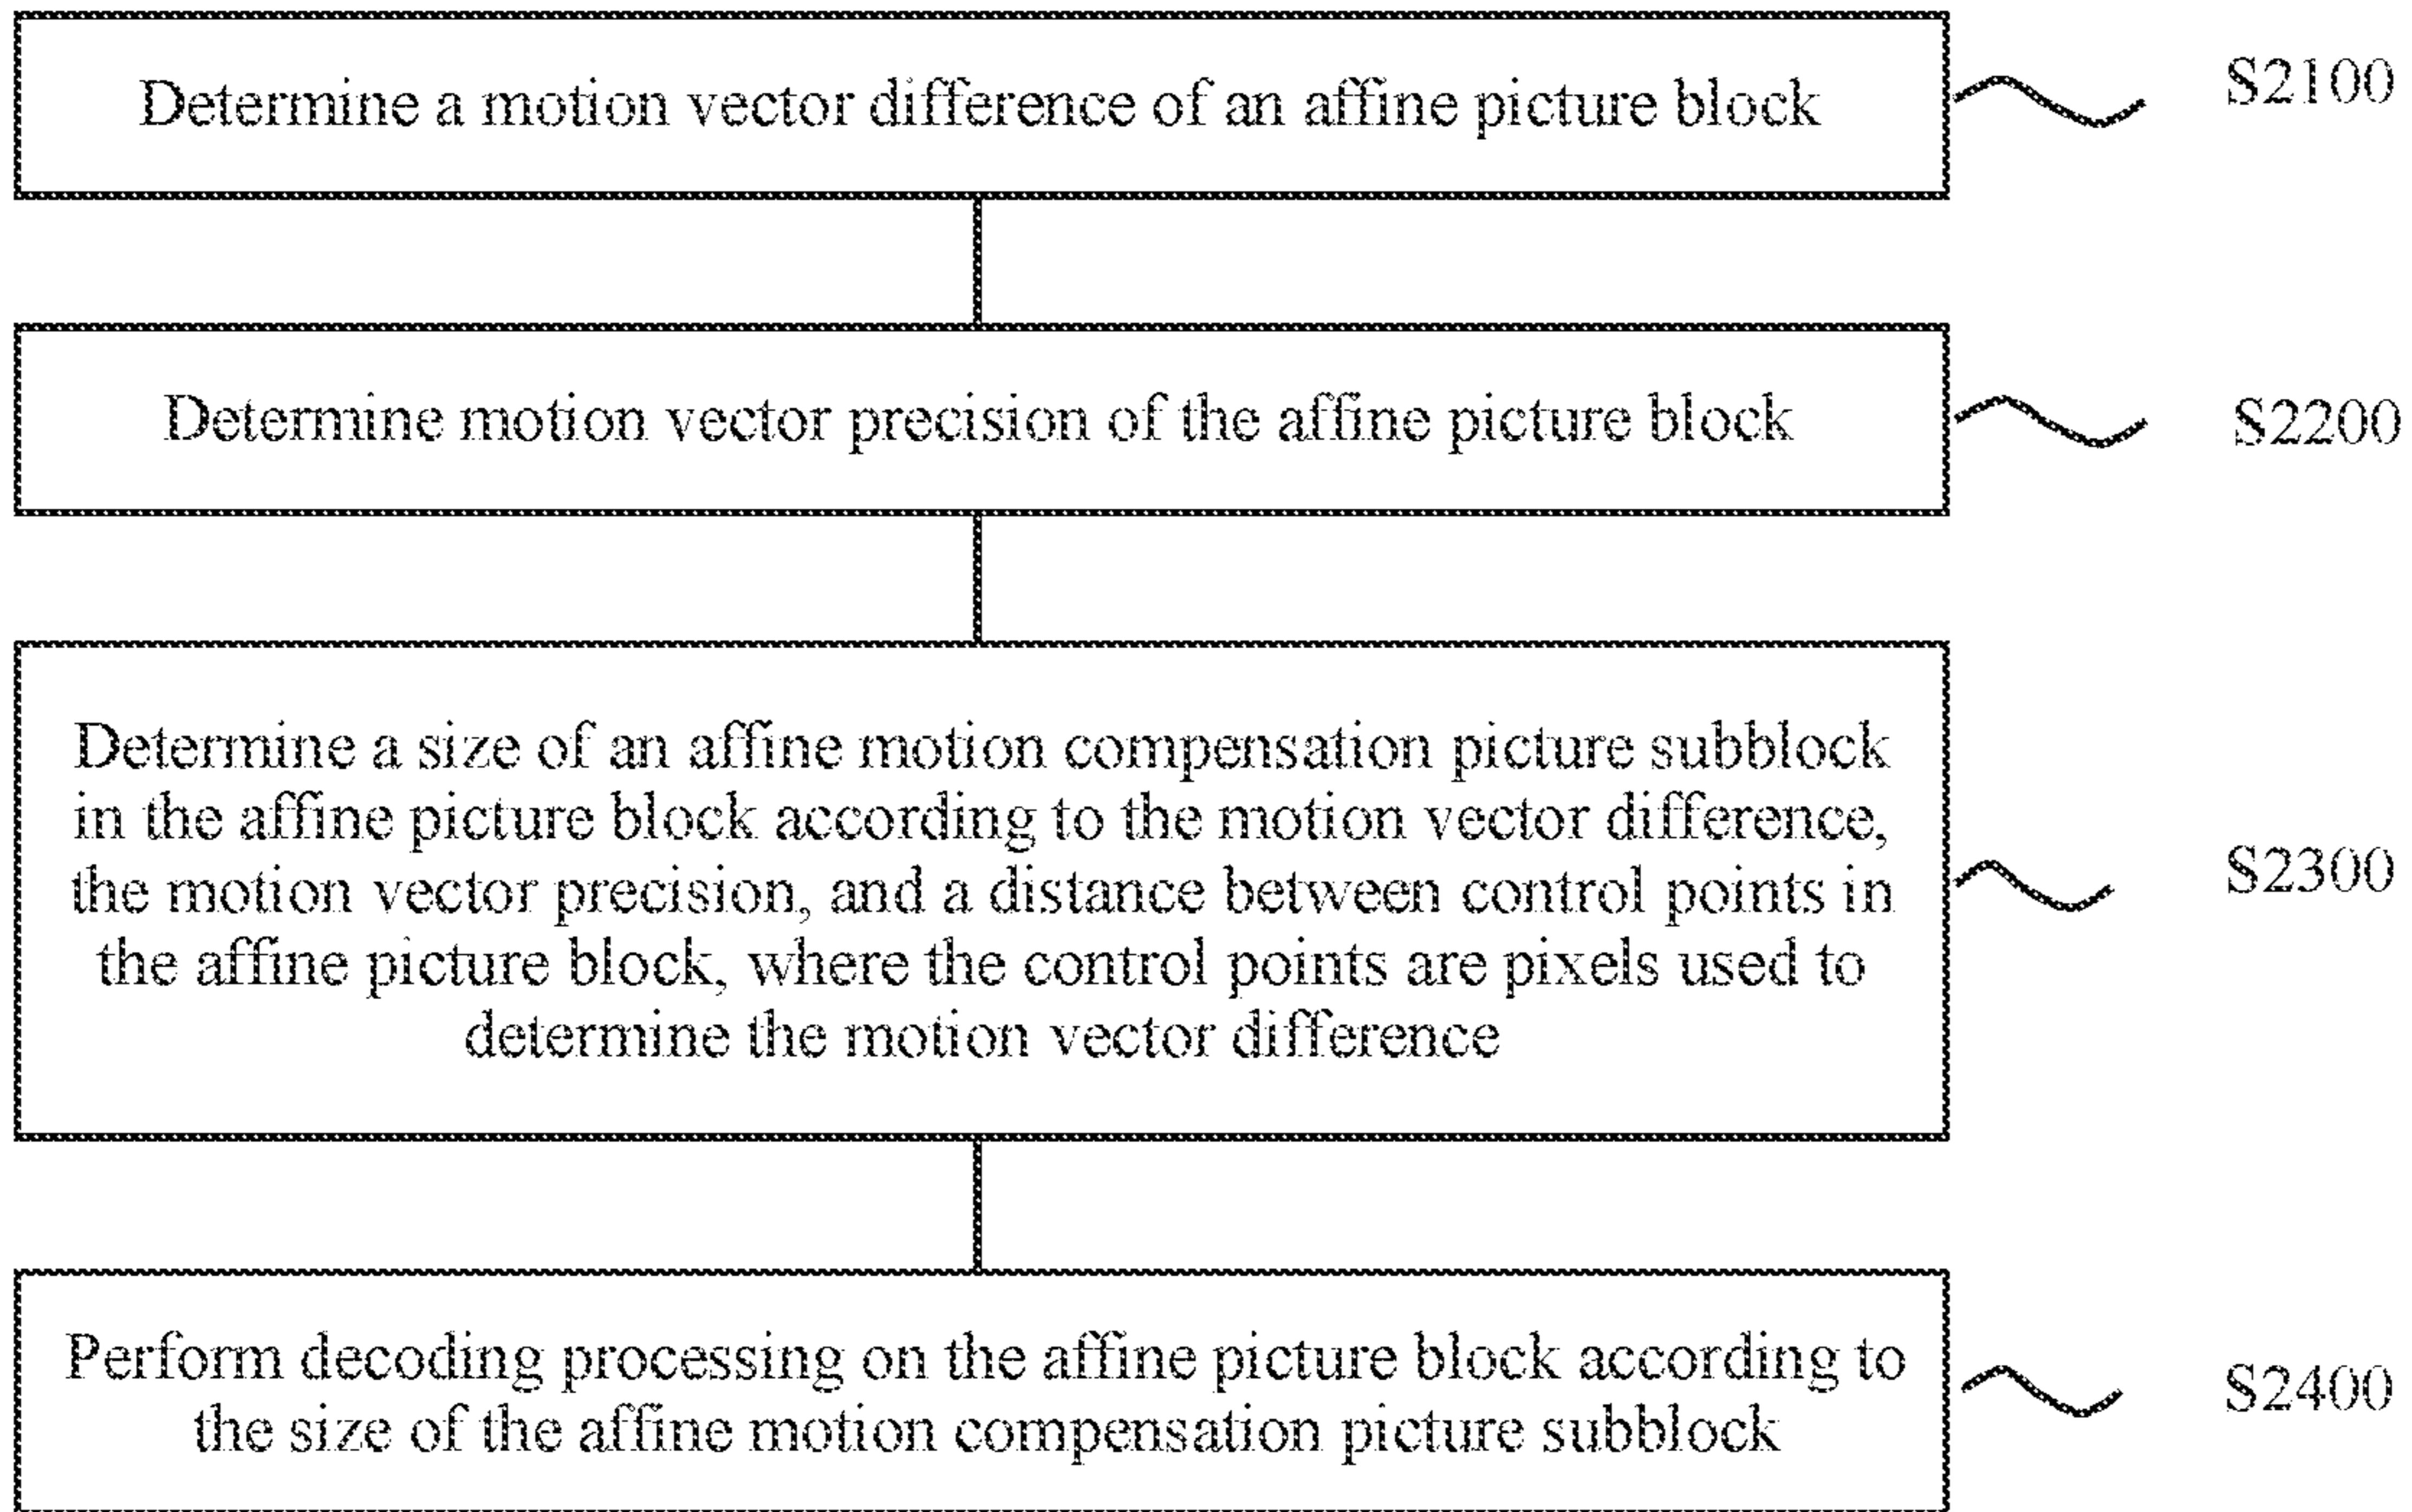 Determine a motion vector difference of an affine picture block
S2100
Determine motion vector precision of the affine picture block
S2200
Determine a size of an affine motion compensation picture subblock
in the affine picture block according to the motion vector difference,
the motion vector precision, and a distance between control points in
the affine picture block, where the control points are pixels used to
determine the motion vector difference
S2300
Perform decoding processing on the affine picture block according to
the size of the affine motion compensation picture subblock
S2400